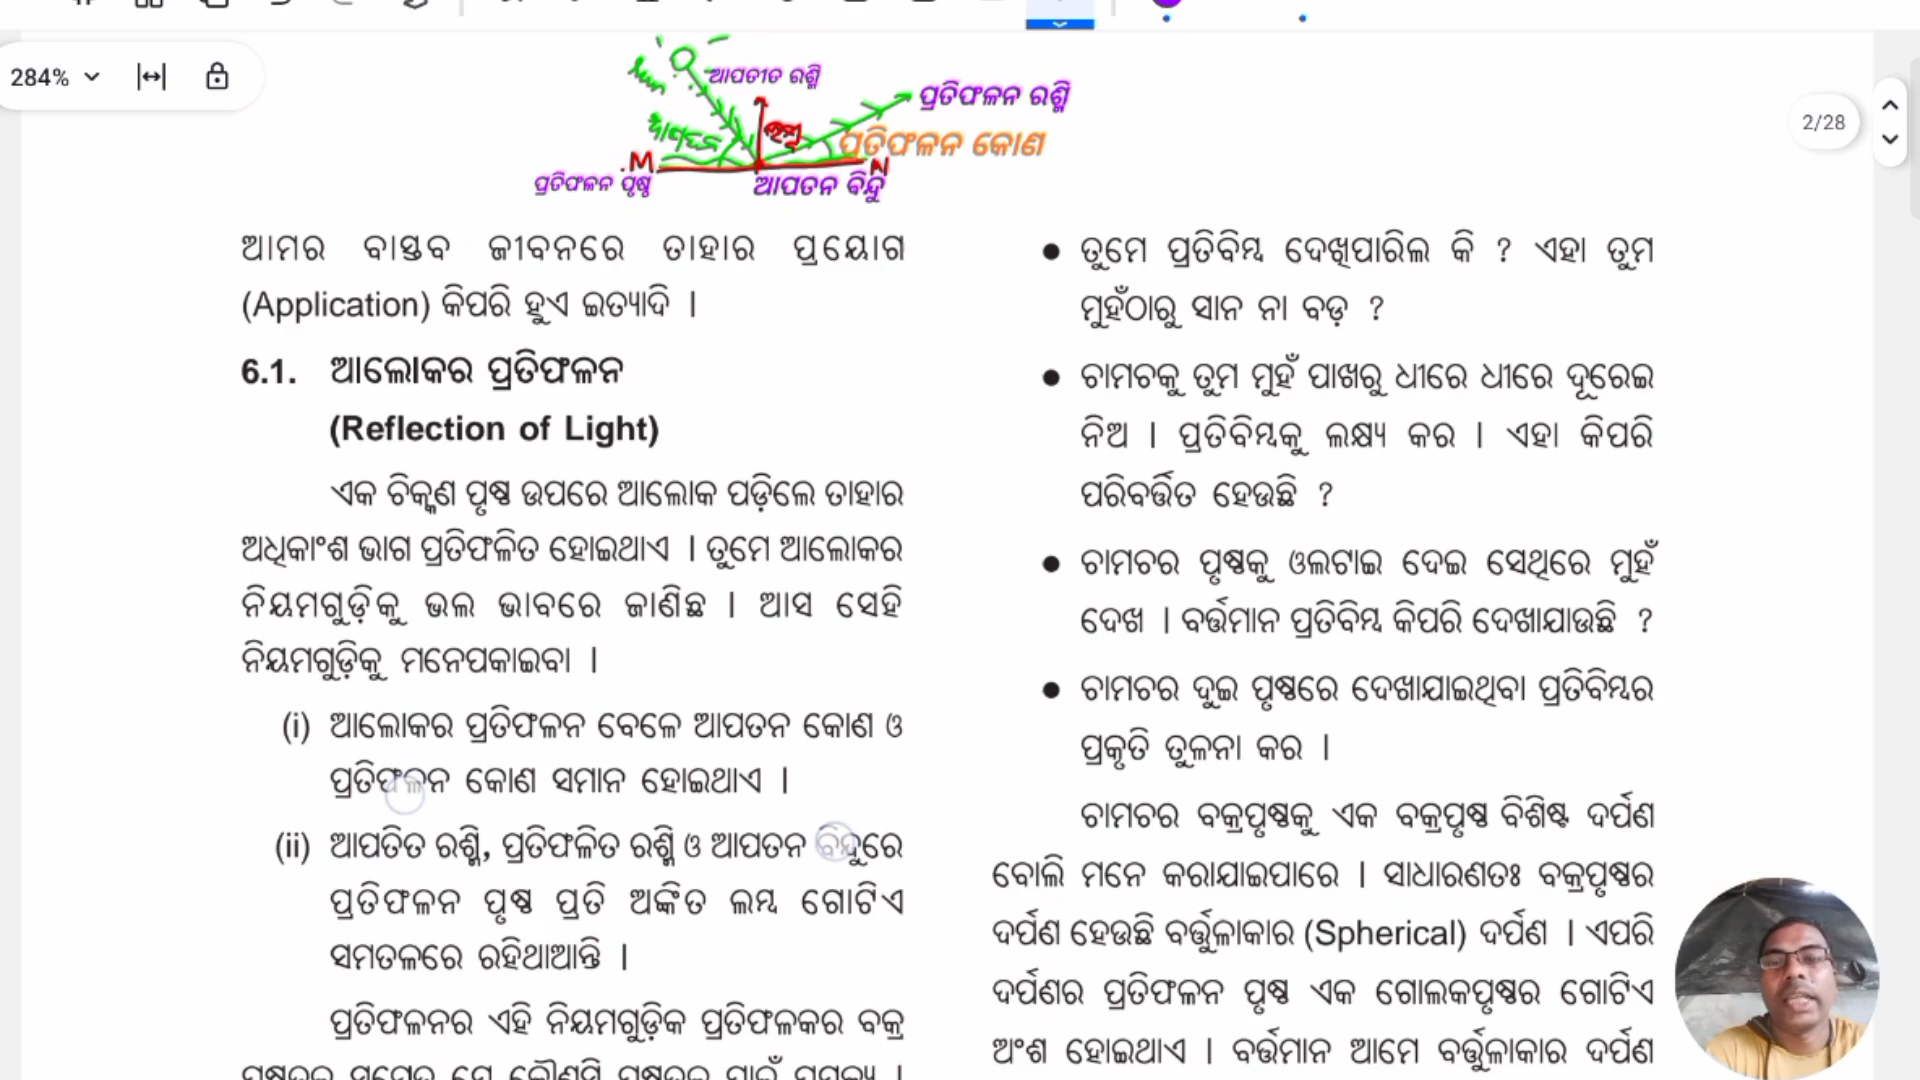 284%
2/28
ଆପତୀତ ରଶ୍ମି
ପ୍ରତିଫଳନ ରଶ୍ମି
ପ୍ରତିଫଳନ କୋଣ
M
N
ପ୍ରତିଫଳନ ପୃଷ୍ଠ
ଆପତନ ବିନ୍ଦୁ
ଆମର ବାସ୍ତବ ଜୀବନରେ ତାହାର ପ୍ରୟୋଗ
(Application) କିପରି ହୁଏ ଇତ୍ୟାଦି ।
6.1. ଆଲୋକର ପ୍ରତିଫଳନ
(Reflection of Light)
ଏକ ଚିକ୍କଣ ପୃଷ୍ଠ ଉପରେ ଆଲୋକ ପଡ଼ିଲେ ତାହାର
ଅଧିକାଂଶ ଭାଗ ପ୍ରତିଫଳିତ ହୋଇଥାଏ । ତୁମେ ଆଲୋକର
ନିୟମଗୁଡ଼ିକୁ ଭଲ ଭାବରେ ଜାଣିଛ । ଆସ ସେହି
ନିୟମଗୁଡ଼ିକୁ ମନେପକାଇବା ।
(i) ଆଲୋକର ପ୍ରତିଫଳନ ବେଳେ ଆପତନ କୋଣ ଓ
ପ୍ରତିଫଳନ କୋଣ ସମାନ ହୋଇଥାଏ ।
(ii) ଆପତିତ ରଶ୍ମି, ପ୍ରତିଫଳିତ ରଶ୍ମି ଓ ଆପତନ ବିନ୍ଦୁରେ
ପ୍ରତିଫଳନ ପୃଷ୍ଠ ପ୍ରତି ଅଙ୍କିତ ଲମ୍ବ ଗୋଟିଏ
ସମତଳରେ ରହିଥାଆନ୍ତି ।
ପ୍ରତିଫଳନର ଏହି ନିୟମଗୁଡ଼ିକ ପ୍ରତିଫଳକର ବକ୍ର
• ତୁମେ ପ୍ରତିବିମ୍ବ ଦେଖିପାରିଲ କି ? ଏହା ତୁମ
ମୁହଁଠାରୁ ସାନ ନା ବଡ଼ ?
• ଚାମଚକୁ ତୁମ ମୁହଁ ପାଖରୁ ଧୀରେ ଧୀରେ ଦୂରେଇ
ନିଅ । ପ୍ରତିବିମ୍ବକୁ ଲକ୍ଷ୍ୟ କର । ଏହା କିପରି
ପରିବର୍ତ୍ତିତ ହେଉଛି ?
• ଚାମଚର ପୃଷ୍ଠକୁ ଓଲଟାଇ ଦେଇ ସେଥିରେ ମୁହଁ
ଦେଖ । ବର୍ତ୍ତମାନ ପ୍ରତିବିମ୍ବ କିପରି ଦେଖାଯାଉଛି ?
• ଚାମଚର ଦୁଇ ପୃଷ୍ଠରେ ଦେଖାଯାଇଥିବା ପ୍ରତିବିମ୍ବର
ପ୍ରକୃତି ତୁଳନା କର ।
ଚାମଚର ବକ୍ରପୃଷ୍ଠକୁ ଏକ ବକ୍ରପୃଷ୍ଠ ବିଶିଷ୍ଟ ଦର୍ପଣ
ବୋଲି ମନେ କରାଯାଇପାରେ । ସାଧାରଣତଃ ବକ୍ରପୃଷ୍ଠର
ଦର୍ପଣ ହେଉଛି ବର୍ତ୍ତୁଳାକାର (Spherical) ଦର୍ପଣ । ଏପରି
ଦର୍ପଣର ପ୍ରତିଫଳନ ପୃଷ୍ଠ ଏକ ଗୋଲକପୃଷ୍ଠର ଗୋଟିଏ
ଅଂଶ ହୋଇଥାଏ । ବର୍ତ୍ତମାନ ଆମେ ବର୍ତ୍ତୁଳାକାର ଦର୍ପଣ